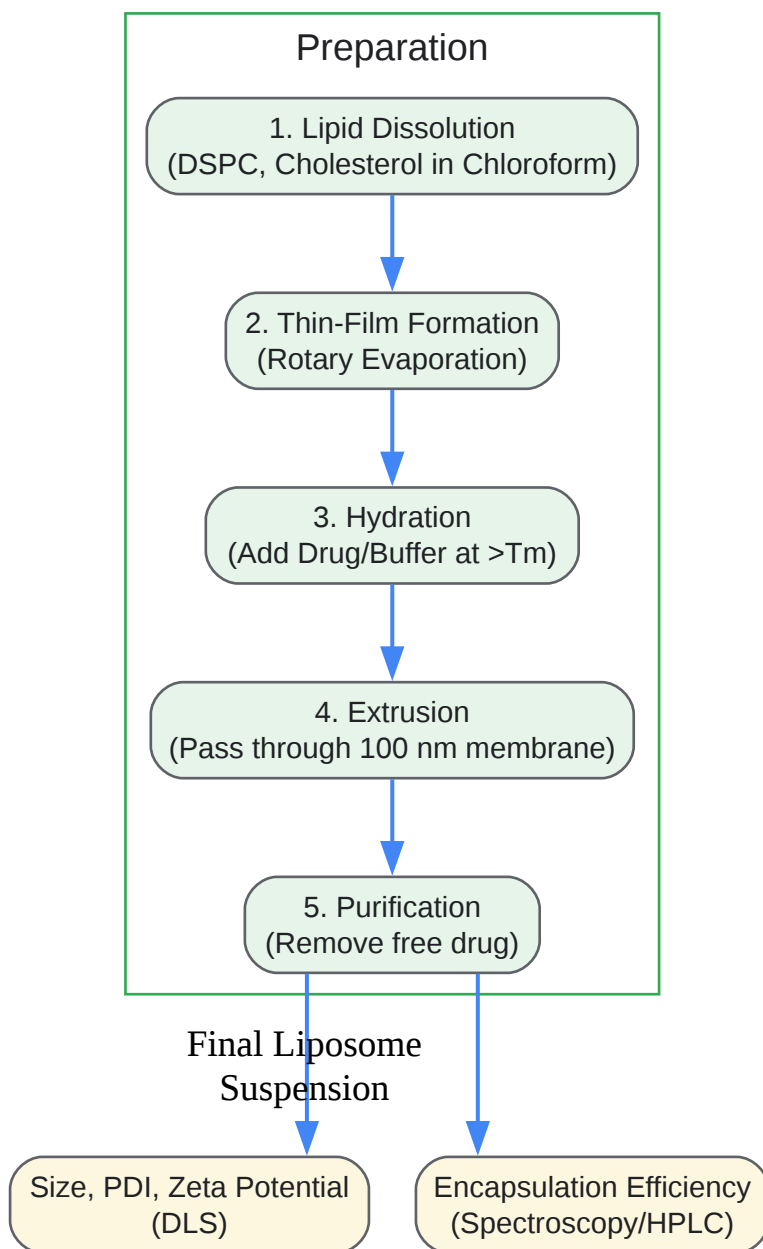 Preparation
1. Lipid Dissolution
(DSPC, Cholesterol in Chloroform)
2. Thin-Film Formation
(Rotary Evaporation)
3. Hydration
(Add Drug/Buffer at >Tm)
4. Extrusion
(Pass through 100 nm membrane)
5. Purification
(Remove free drug)
Final Liposome
Suspension
Size, PDI, Zeta Potential
(DLS)
Encapsulation Efficiency
(Spectroscopy/HPLC)